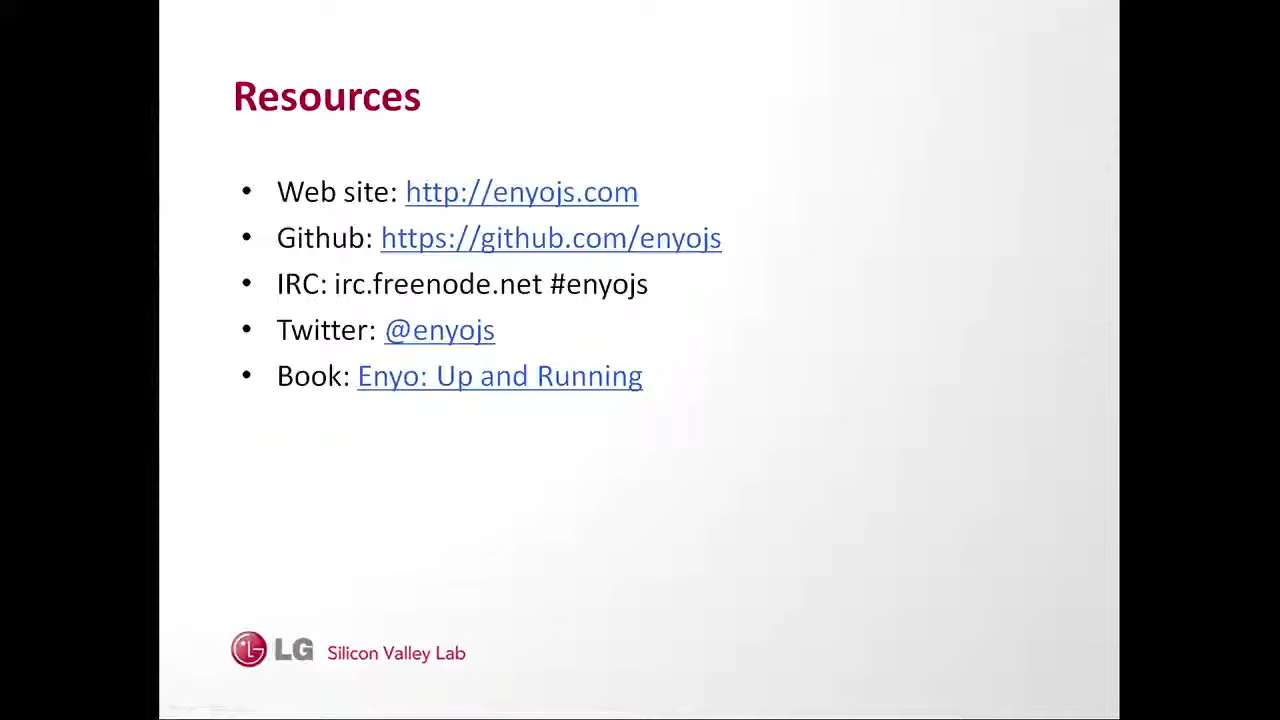 Resources
• Web site: http://enyojs.com
• Github: https://github.com/enyojs
• IRC: irc.freenode.net #enyojs
• Twitter: @enyojs
• Book: Enyo: Up and Running
LG Silicon Valley Lab